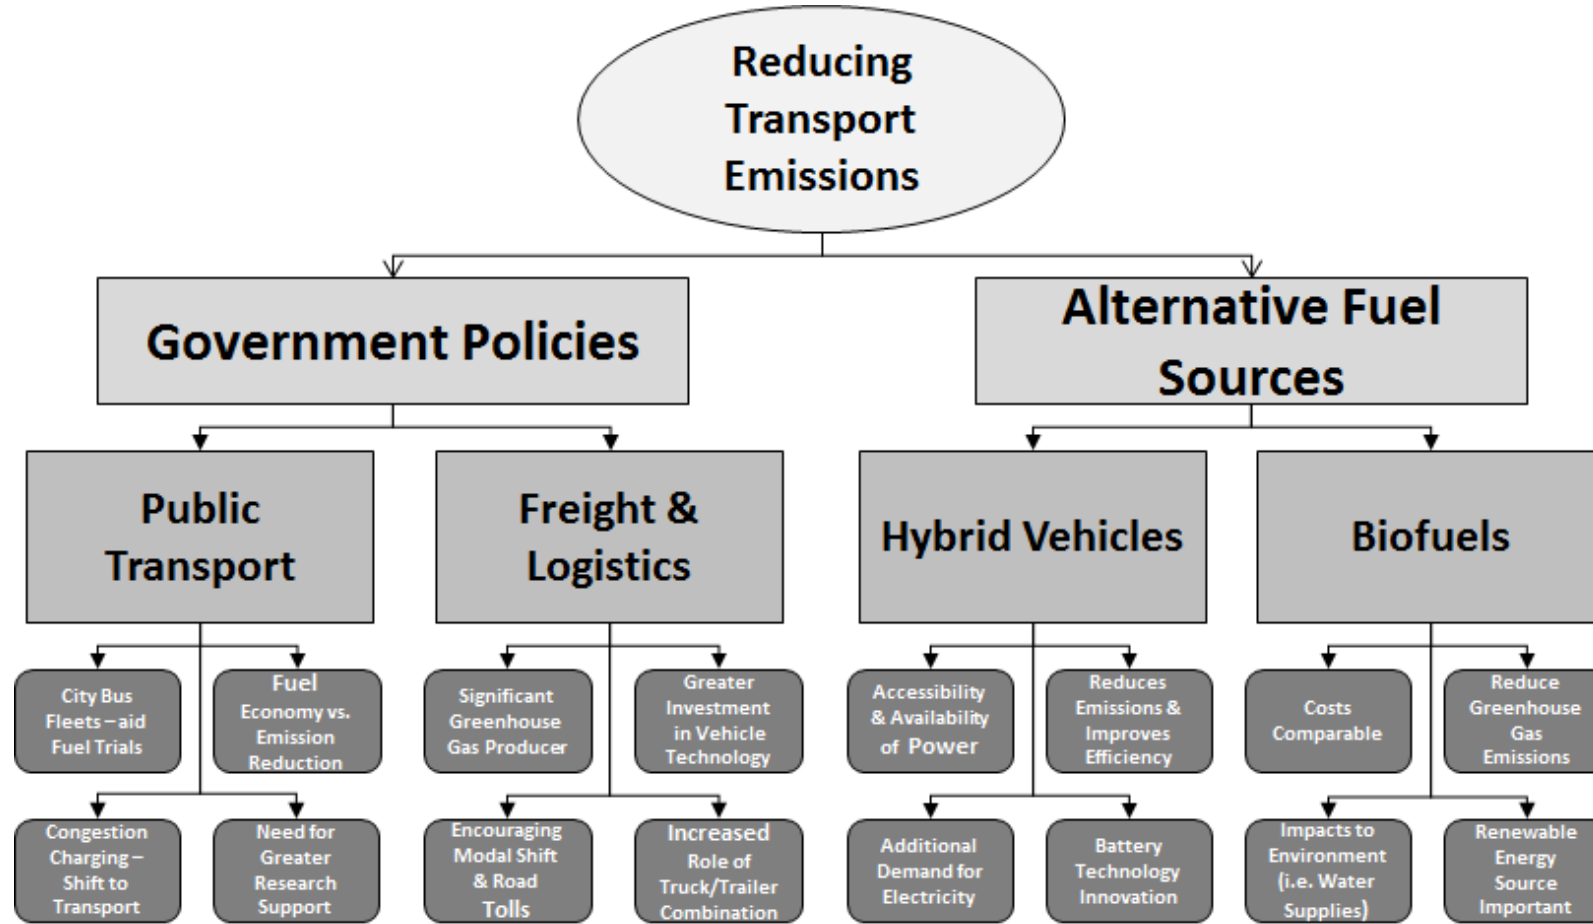 Reducing
Transport
Emissions
Government Policies
Alternative Fuel
Sources
Public
Transport
Freight &
Logistics
Hybrid Vehicles
Biofuels
City Bus
Fleets – aid
Fuel Trials
Fuel
Economy vs.
Emission
Reduction
Significant
Greenhouse
Gas Producer
Greater
Investment
in Vehicle
Technology
Accessibility
& Availability
of Power
Reduces
Emissions &
Improves
Efficiency
Costs
Comparable
Reduce
Greenhouse
Gas
Emissions
Congestion
Charging –
Shift to
Transport
Need for
Greater
Research
Support
Encouraging
Modal Shift
& Road
Tolls
Increased
Role of
Truck/Trailer
Combination
Additional
Demand for
Electricity
Battery
Technology
Innovation
Impacts to
Environment
(i.e. Water
Supplies)
Renewable
Energy
Source
Important